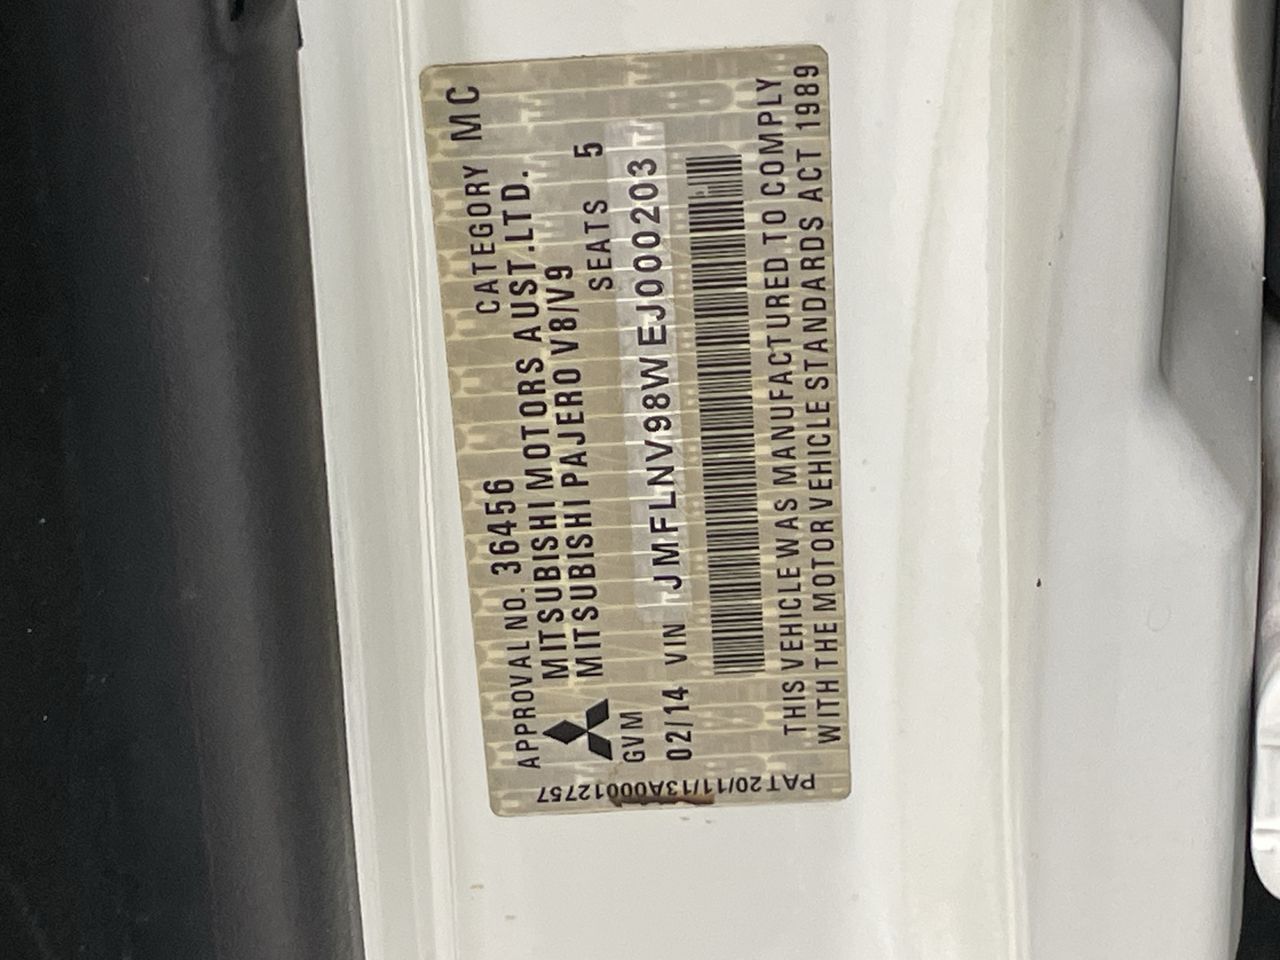 APPROVAL NO. 36456 CATEGORY MC
MITSUBISHI MOTORS AUST.LTD.
MITSUBISHI PAJERO V8/V9
GVM SEATS 5
02/14 VIN JMFLNV98WEJ000203
THIS VEHICLE WAS MANUFACTURED TO COMPLY
WITH THE MOTOR VEHICLE STANDARDS ACT 1989
PAT20/11/13A00012757